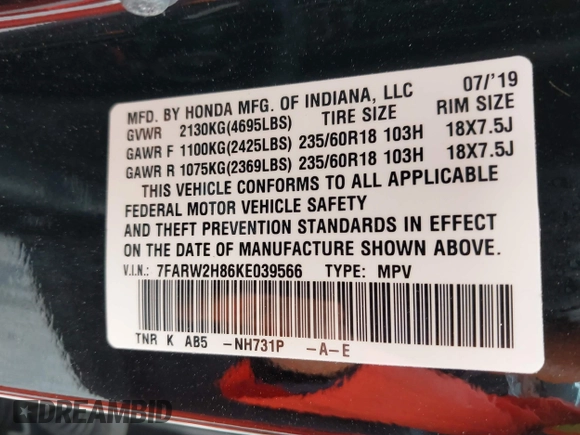 MFD. BY HONDA MFG. OF INDIANA, LLC 07/'19
GVWR 2130KG(4695LBS) TIRE SIZE RIM SIZE
GAWR F 1100KG(2425LBS) 235/60R18 103H 18X7.5J
GAWR R 1075KG(2369LBS) 235/60R18 103H 18X7.5J
THIS VEHICLE CONFORMS TO ALL APPLICABLE
FEDERAL MOTOR VEHICLE SAFETY
AND THEFT PREVENTION STANDARDS IN EFFECT
ON THE DATE OF MANUFACTURE SHOWN ABOVE.
V.I.N.: 7FARW2H86KE039566 TYPE: MPV
TNR K AB5 -NH731P -A-E
DREAMBID